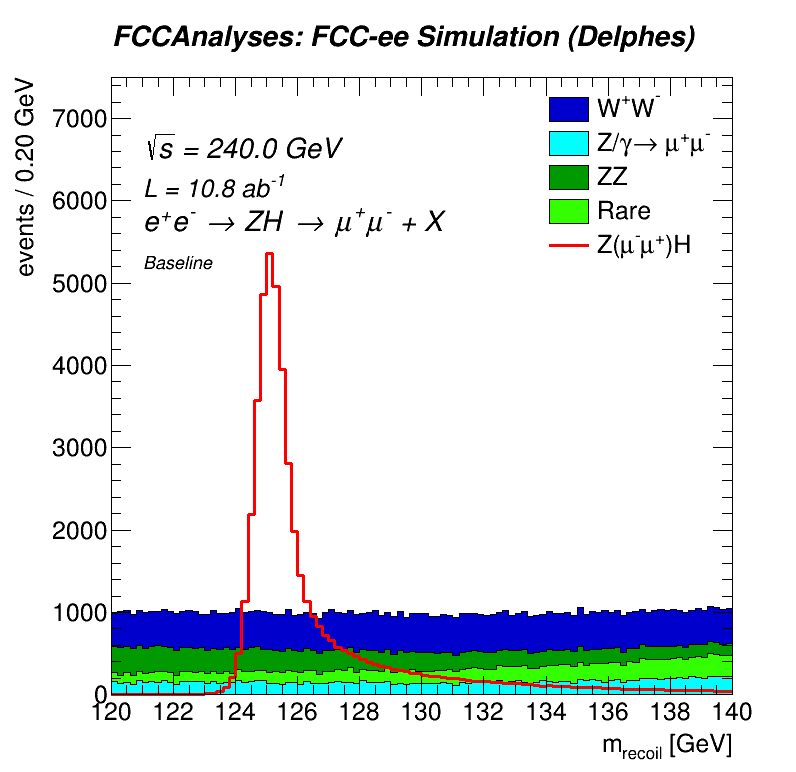 FCCAnalyses: FCC-ee Simulation (Delphes)
events / 0.20 GeV
7000
6000
5000
4000
3000
2000
1000
0
√s = 240.0 GeV
L = 10.8 ab⁻¹
e⁺e⁻ → ZH → μ⁺μ⁻ + X
Baseline
W⁺W⁻
Z/γ→ μ⁺μ⁻
ZZ
Rare
Z(μ⁻μ⁺)H
120 122 124 126 128 130 132 134 136 138 140
m_recoil [GeV]